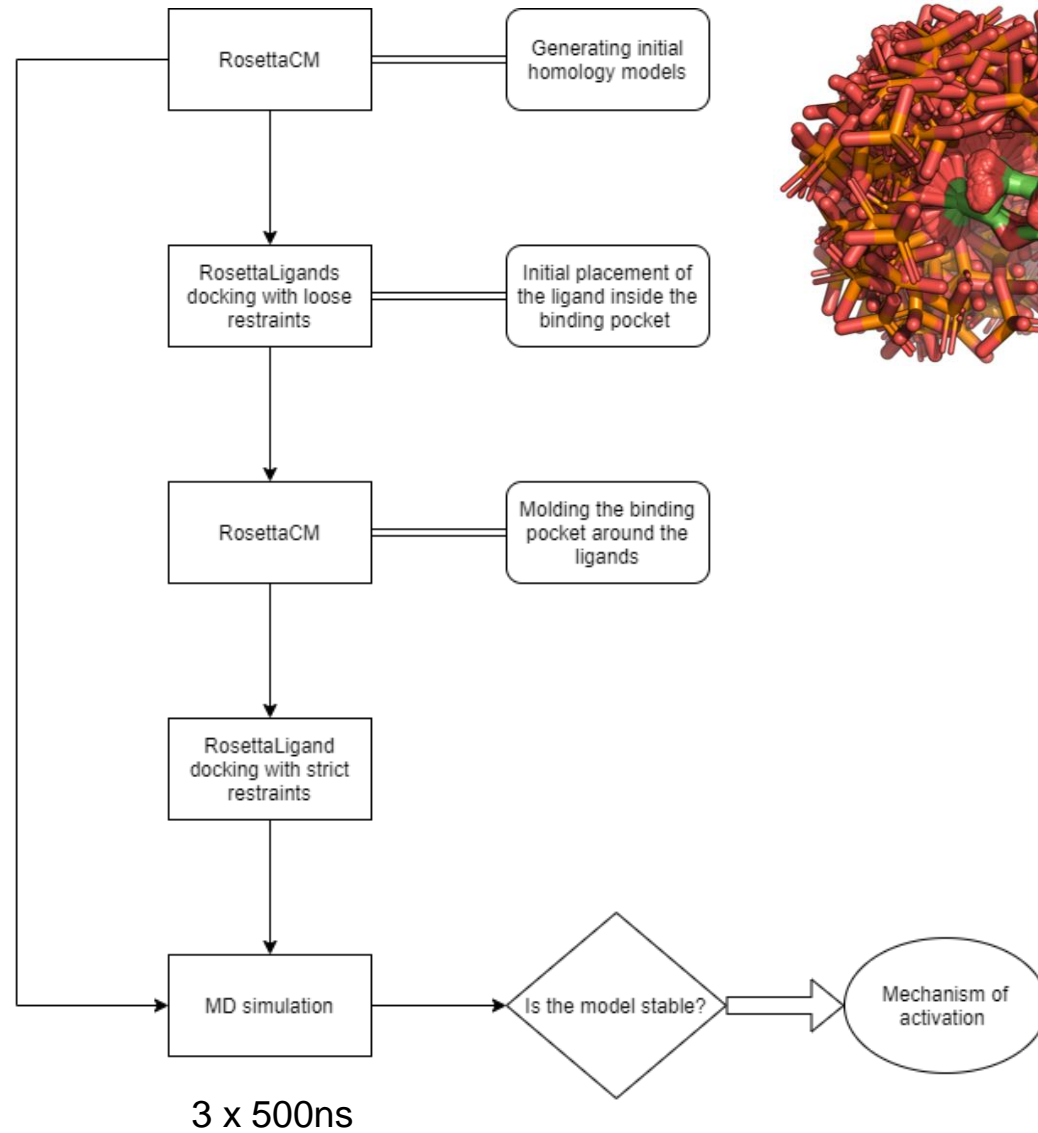 RosettaCM
Generating initial
homology models
RosettaLigands
docking with loose
restraints
Initial placement of
the ligand inside the
binding pocket
RosettaCM
Molding the binding
pocket around the
ligands
RosettaLigand
docking with strict
restraints
MD simulation
Is the model stable?
Mechanism of
activation
3 x 500ns